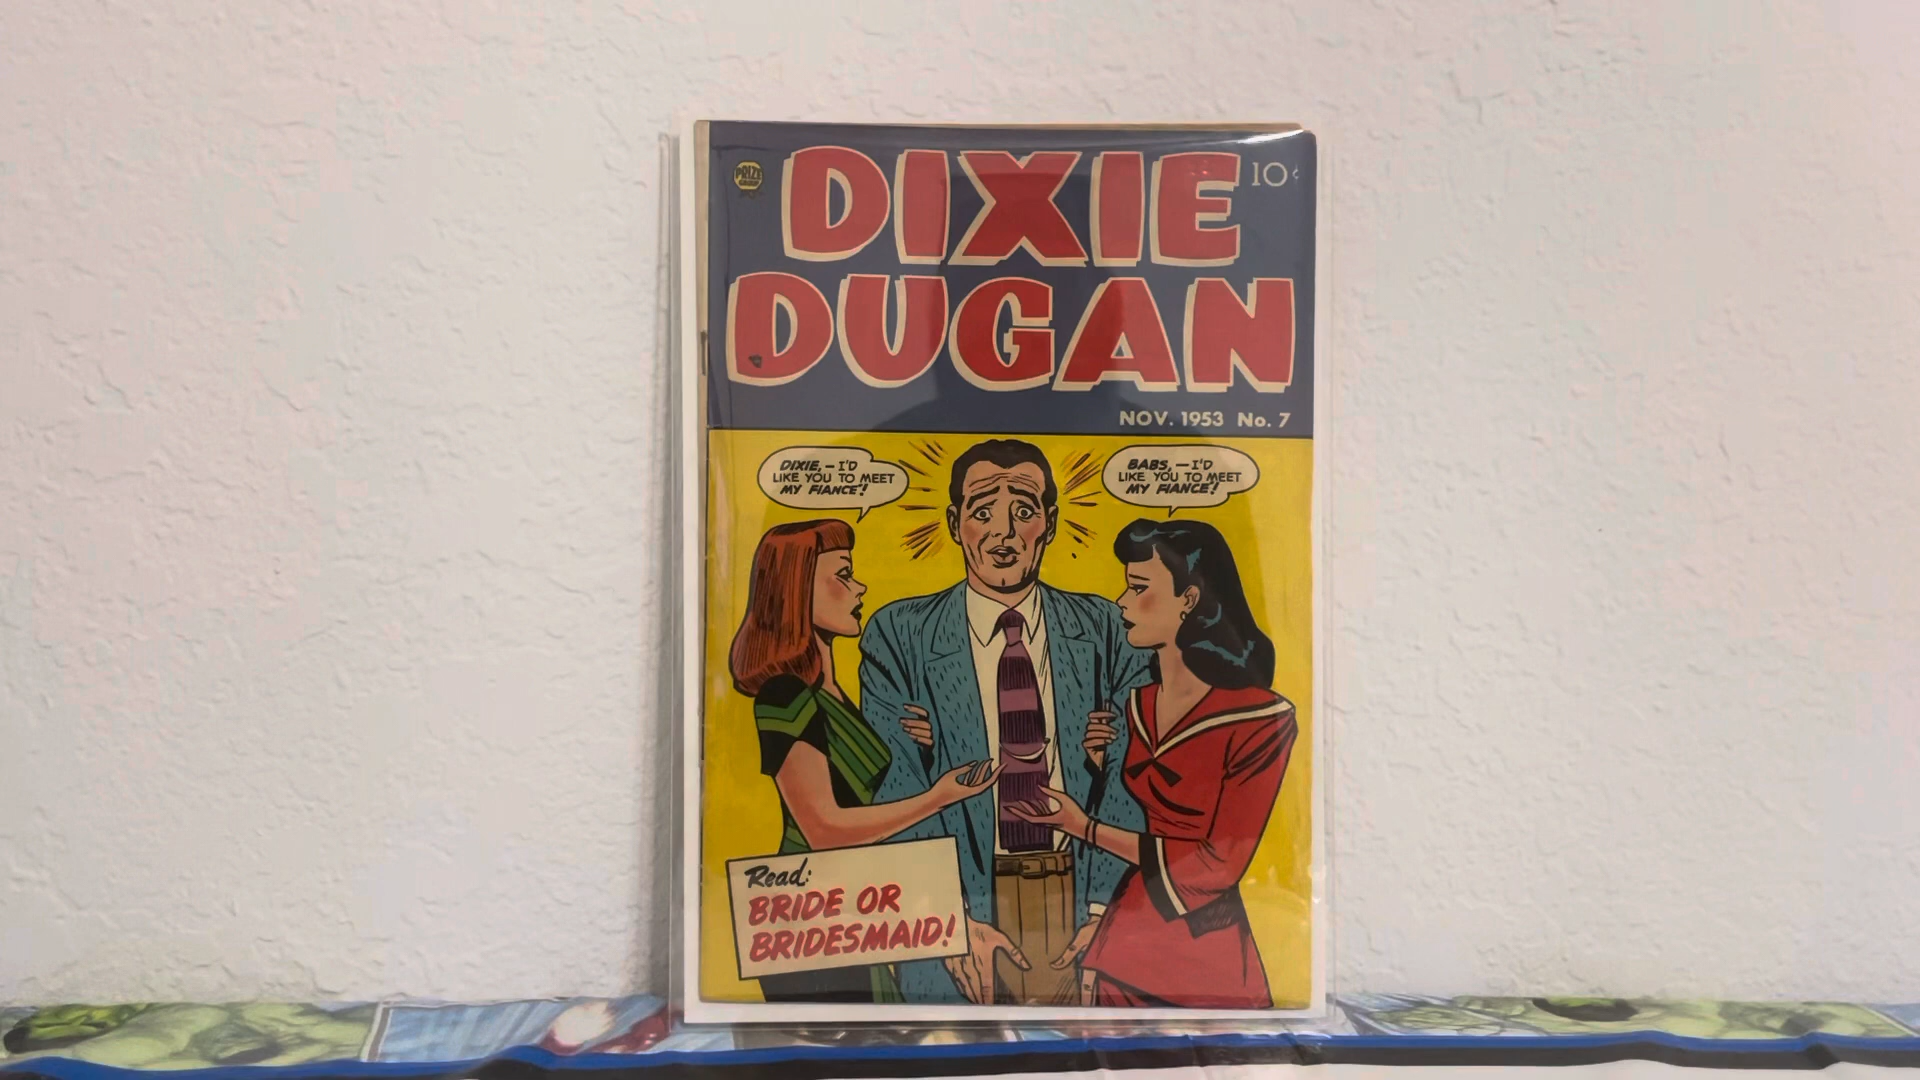 PRIZE
GROUP
DIXIE
10¢
DUGAN
NOV. 1953 No. 7
DIXIE,—I'D
LIKE YOU TO MEET
MY FIANCE!
BABS,—I'D
LIKE YOU TO MEET
MY FIANCE!
Read:
BRIDE OR
BRIDESMAID!